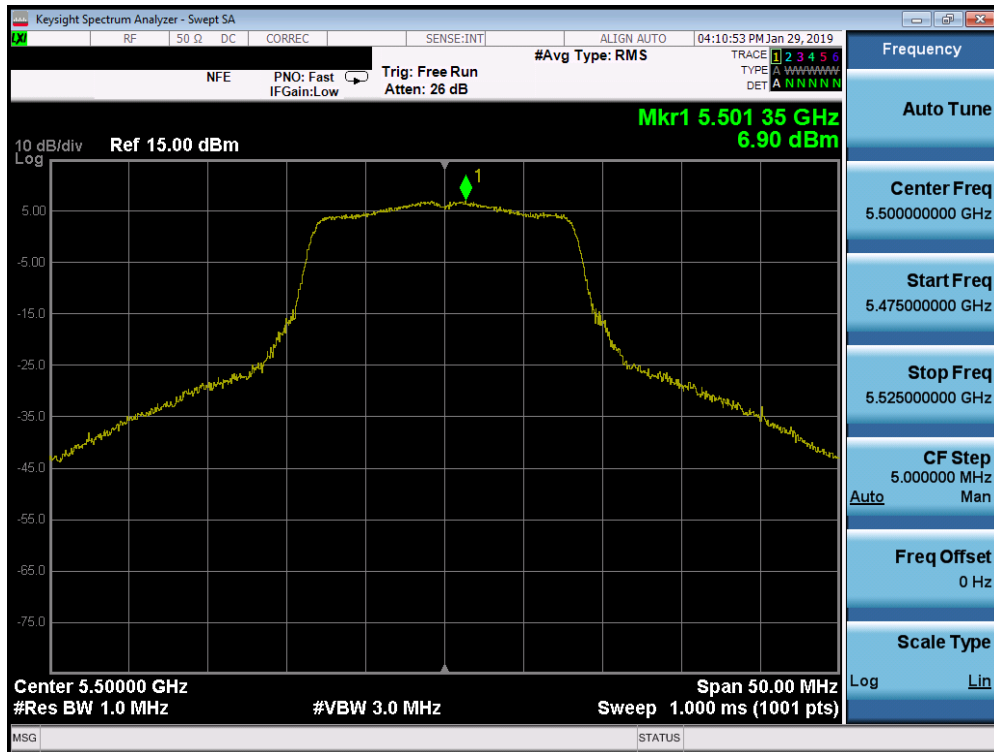 Keysight Spectrum Analyzer - Swept SA
LXI RF 50 Ω DC CORREC SENSE:INT ALIGN AUTO 04:10:53 PM Jan 29, 2019
#Avg Type: RMS TRACE 1 2 3 4 5 6
NFE PNO: Fast Trig: Free Run TYPE A WWWWW
IFGain:Low Atten: 26 dB DET A N N N N N
Mkr1 5.501 35 GHz
6.90 dBm
10 dB/div Ref 15.00 dBm
Log
1
5.00
-5.00
-15.0
-25.0
-35.0
-45.0
-55.0
-65.0
-75.0
Center 5.50000 GHz Span 50.00 MHz
#Res BW 1.0 MHz #VBW 3.0 MHz Sweep 1.000 ms (1001 pts)
MSG STATUS
Frequency
Auto Tune
Center Freq
5.500000000 GHz
Start Freq
5.475000000 GHz
Stop Freq
5.525000000 GHz
CF Step
5.000000 MHz
Auto Man
Freq Offset
0 Hz
Scale Type
Log Lin